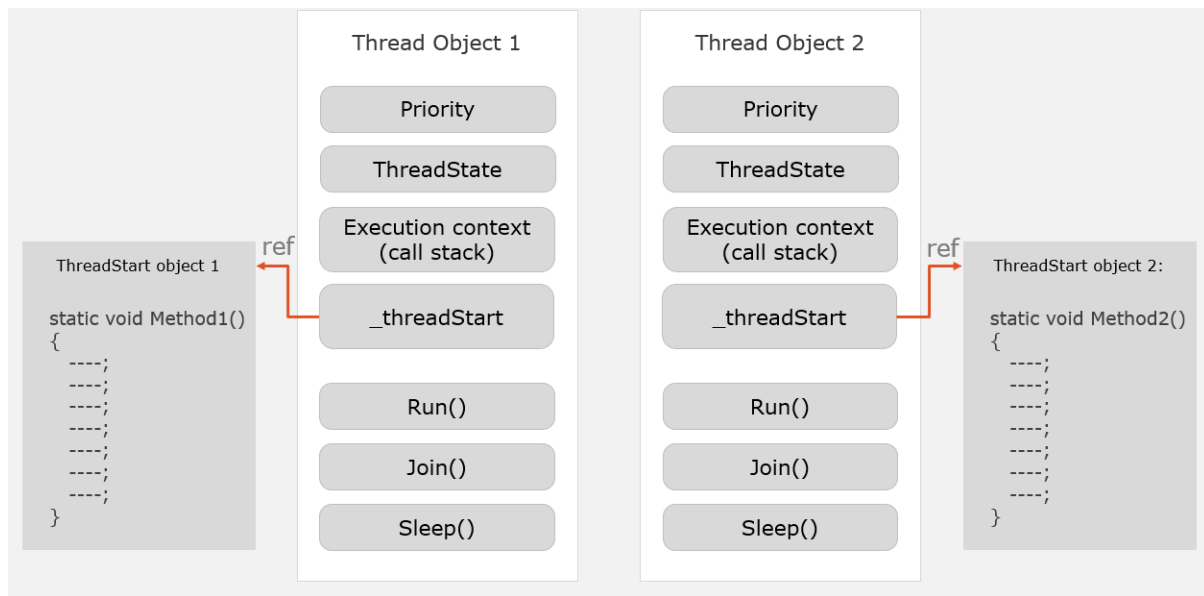 Thread Object 1
Priority
ThreadState
Execution context
(call stack)
_threadStart
Run()
Join()
Sleep()
ref
ThreadStart object 1
static void Method1()
{
----;
----;
----;
----;
----;
----;
----;
}
Thread Object 2
Priority
ThreadState
Execution context
(call stack)
_threadStart
Run()
Join()
Sleep()
ref
ThreadStart object 2:
static void Method2()
{
----;
----;
----;
----;
----;
----;
----;
}